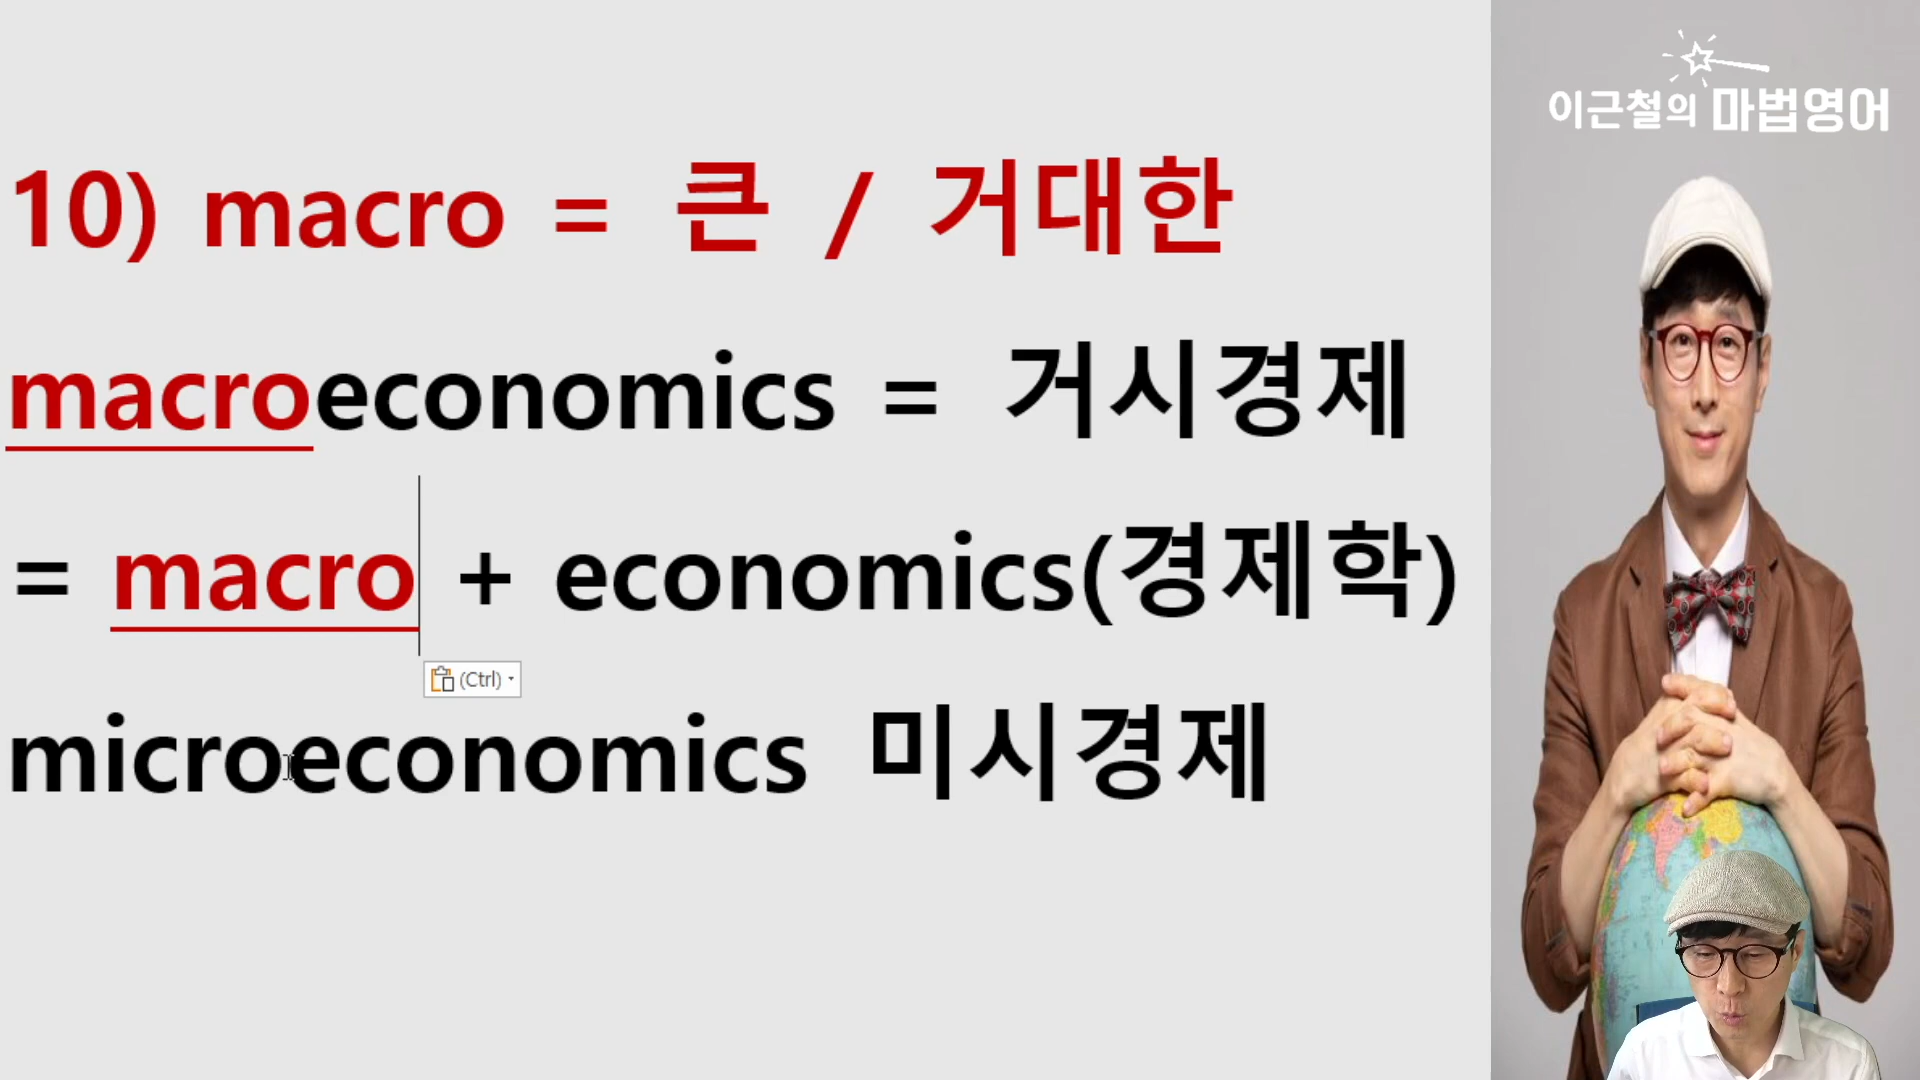 10) macro = 큰 / 거대한
macroeconomics = 거시경제
= macro + economics(경제학)
(Ctrl)
microeconomics 미시경제
이근철의 마법영어